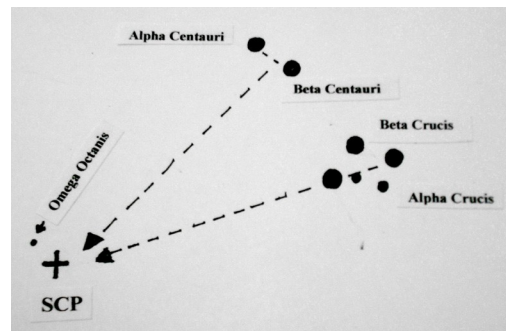 Alpha Centauri
Beta Centauri
Beta Crucis
Omega Octanis
Alpha Crucis
SCP